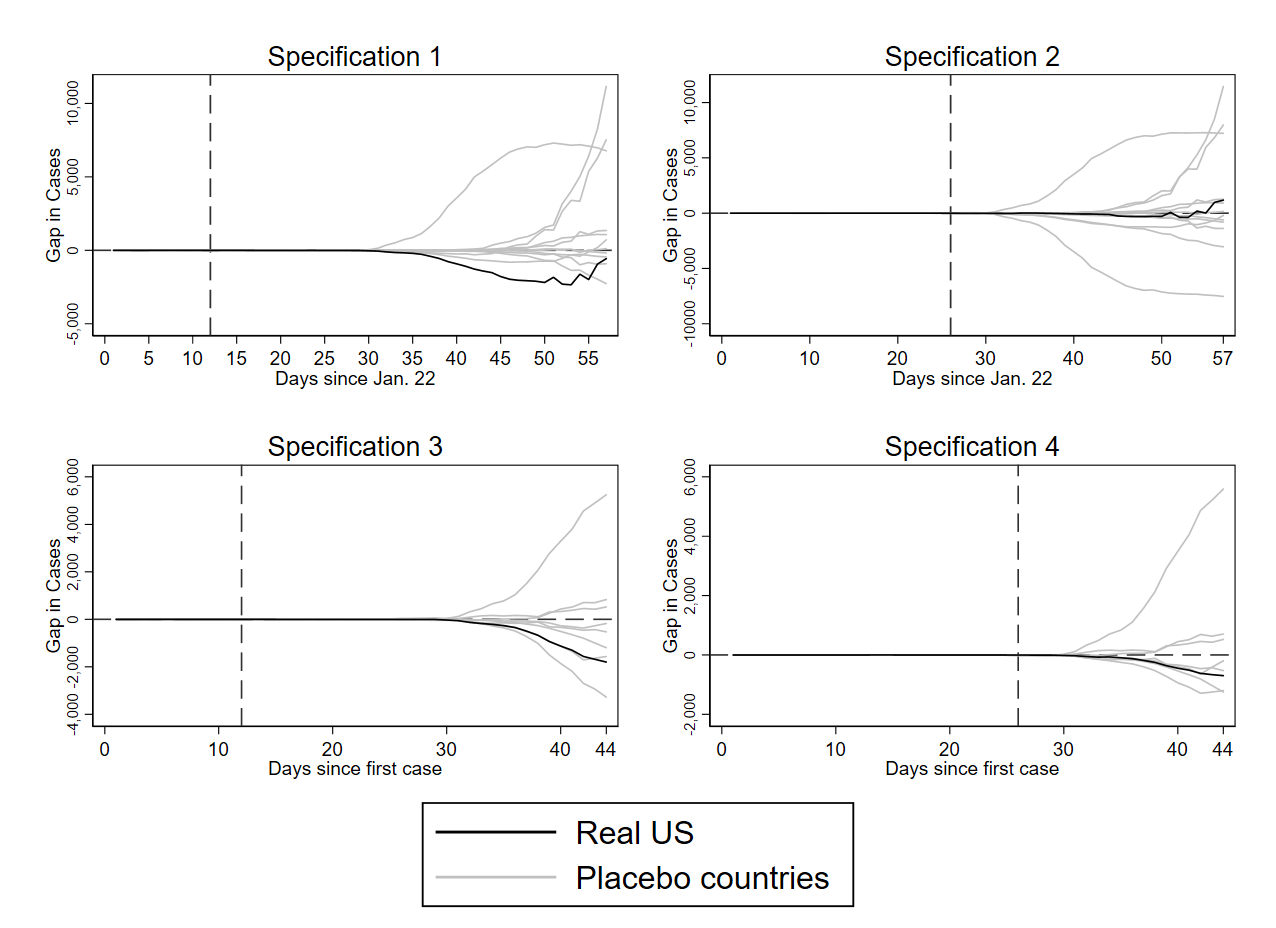 Specification 1
Gap in Cases
10,000
5,000
0
-5,000
0 5 10 15 20 25 30 35 40 45 50 55
Days since Jan. 22
Specification 2
Gap in Cases
10,000
5,000
0
-5,000
-10000
0 10 20 30 40 50 57
Days since Jan. 22
Specification 3
Gap in Cases
6,000
4,000
2,000
0
-2,000
-4,000
0 10 20 30 40 44
Days since first case
Specification 4
Gap in Cases
6,000
4,000
2,000
0
-2,000
0 10 20 30 40 44
Days since first case
Real US
Placebo countries